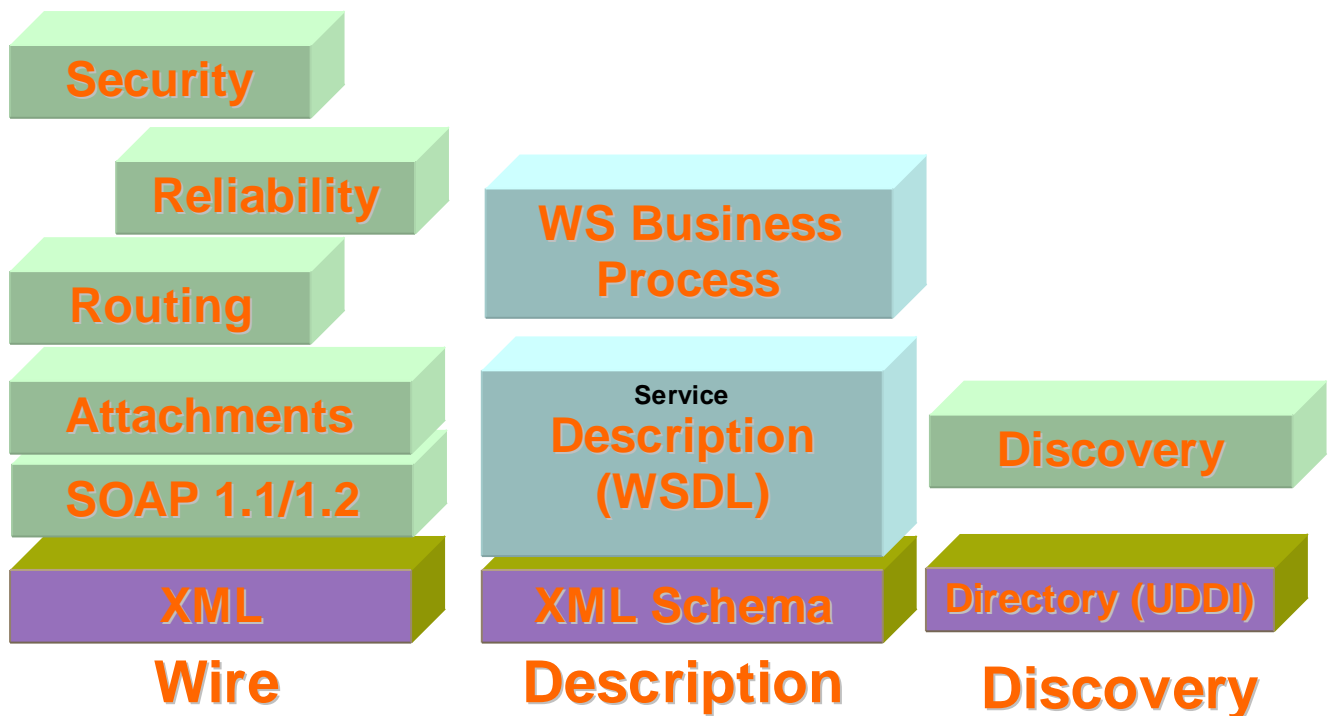 Security
Reliability
Routing
Attachments
SOAP 1.1/1.2
XML
Wire
WS Business
Process
Service
Description
(WSDL)
XML Schema
Description
Discovery
Directory (UDDI)
Discovery